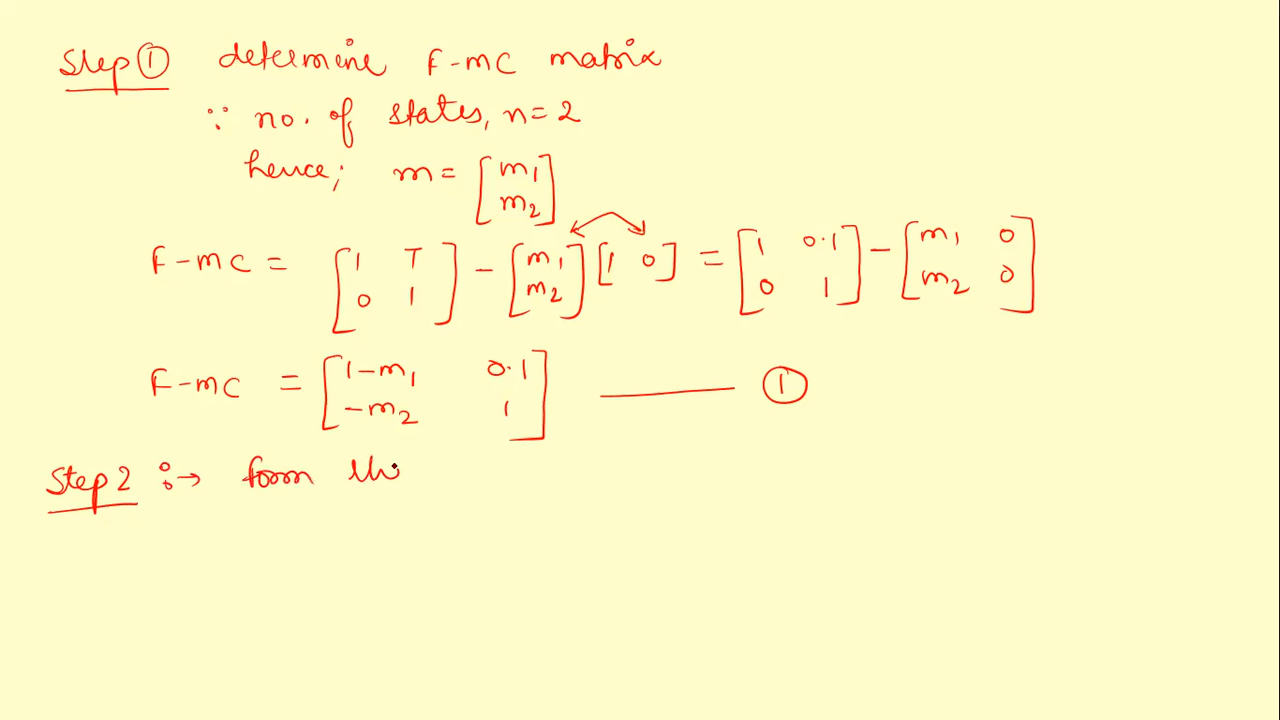 Step ① determine F-mC matrix
∵ no. of states, n=2
hence; m = [m1; m2]
F-mC = [1 T; 0 1] - [m1; m2] [1 0] = [1 0.1; 0 1] - [m1 0; m2 0]
F-mC = [1-m1 0.1; -m2 1] ——— ①
Step 2 :→ form th